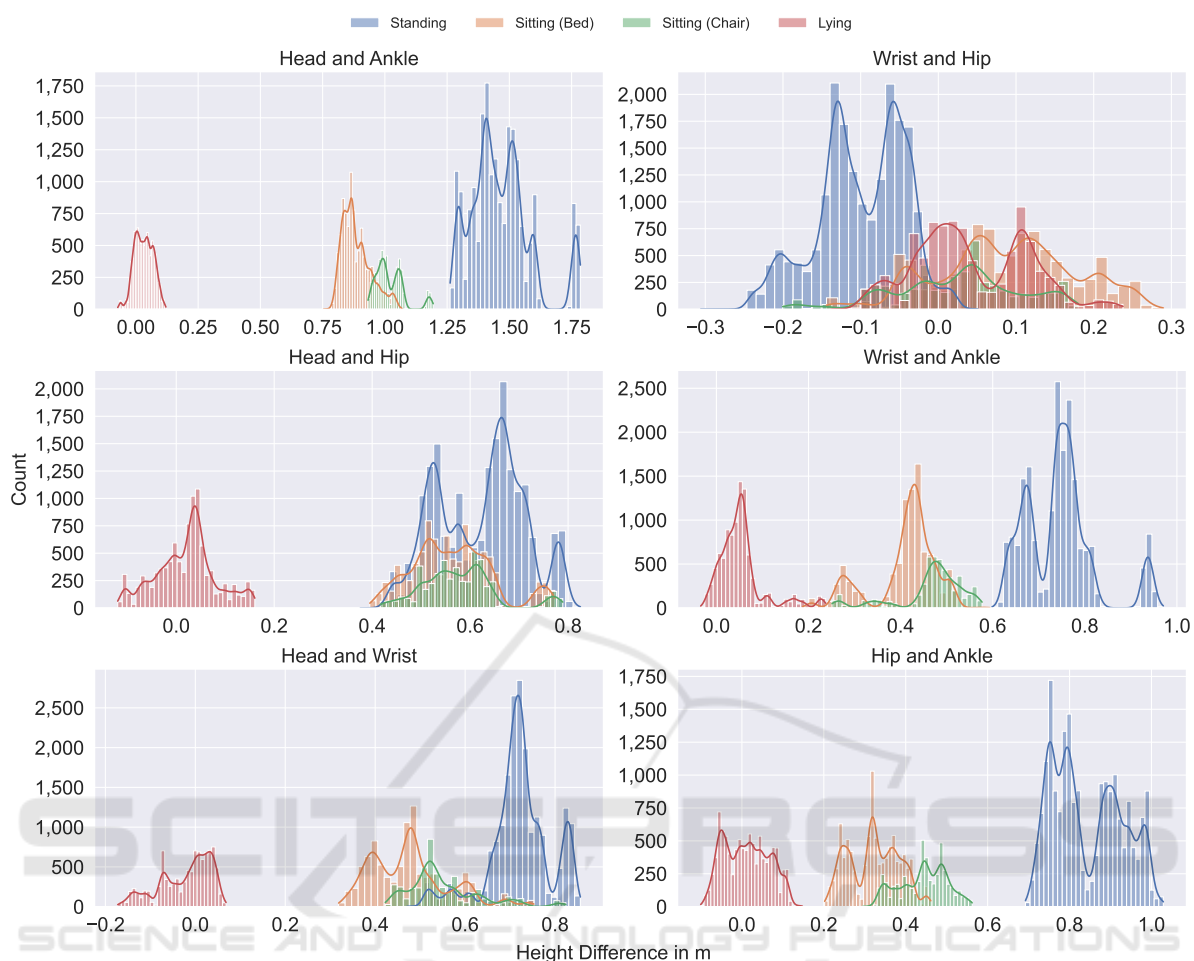 Standing Sitting (Bed) Sitting (Chair) Lying
Head and Ankle
1,750
1,500
1,250
1,000
750
500
250
0
0.00 0.25 0.50 0.75 1.00 1.25 1.50 1.75
Wrist and Hip
2,000
1,750
1,500
1,250
1,000
750
500
250
0
−0.3 −0.2 −0.1 0.0 0.1 0.2 0.3
Head and Hip
2,000
1,750
1,500
1,250
1,000
750
500
250
0
0.0 0.2 0.4 0.6 0.8
Wrist and Ankle
2,500
2,000
1,500
1,000
500
0
0.0 0.2 0.4 0.6 0.8 1.0
Count
Head and Wrist
2,500
2,000
1,500
1,000
500
0
−0.2 0.0 0.2 0.4 0.6 0.8
Hip and Ankle
1,750
1,500
1,250
1,000
750
500
250
0
0.0 0.2 0.4 0.6 0.8 1.0
Height Difference in m
SCITEPRESS
SCIENCE AND TECHNOLOGY PUBLICATIONS